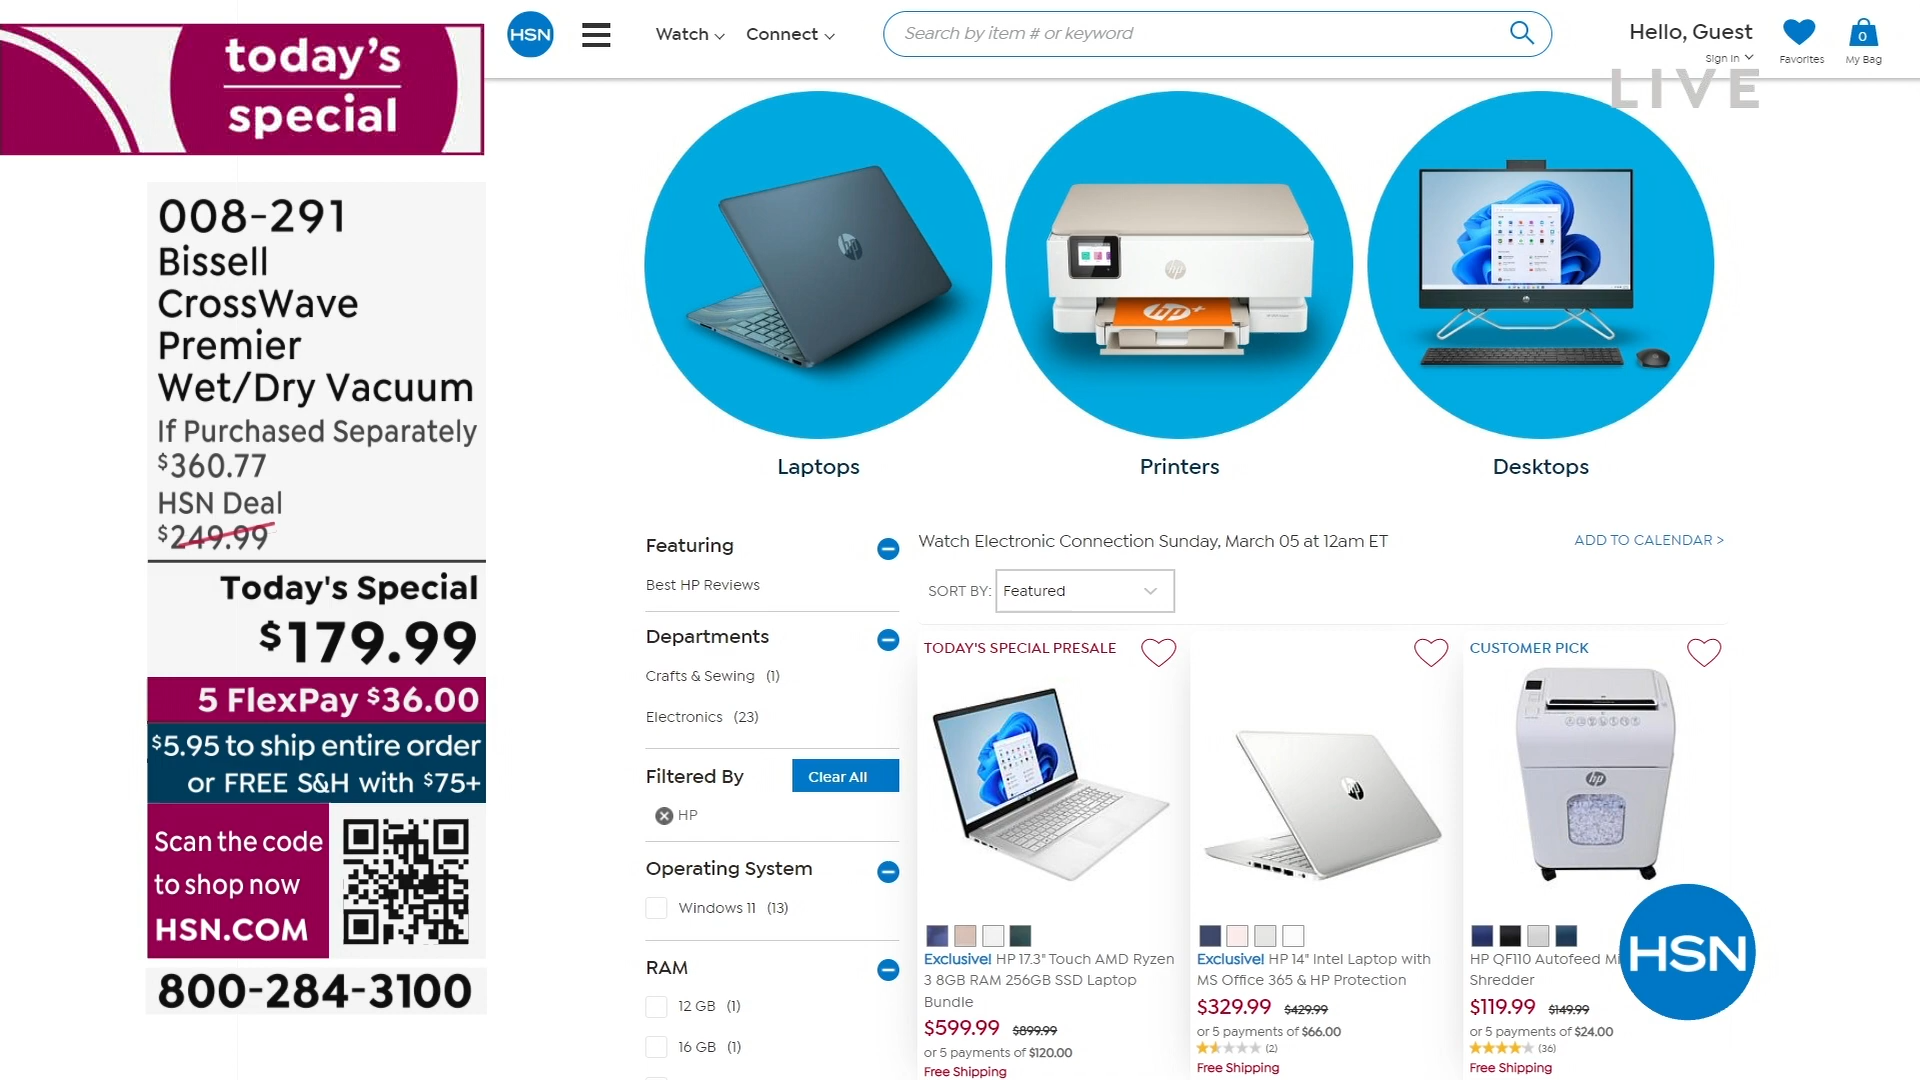 today's
special
008-291
Bissell
CrossWave
Premier
Wet/Dry Vacuum
If Purchased Separately
$360.77
HSN Deal
$249.99
Today's Special
$179.99
5 FlexPay $36.00
$5.95 to ship entire order
or FREE S&H with $75+
Scan the code
to shop now
HSN.COM
800-284-3100
HSN
Watch
Connect
Search by item # or keyword
Hello, Guest
Sign In
Favorites
0
My Bag
LIVE
Laptops
Printers
Desktops
Featuring
Best HP Reviews
Departments
Crafts & Sewing (1)
Electronics (23)
Filtered By
Clear All
HP
Operating System
Windows 11 (13)
RAM
12 GB (1)
16 GB (1)
Watch Electronic Connection Sunday, March 05 at 12am ET
ADD TO CALENDAR >
SORT BY: Featured
TODAY'S SPECIAL PRESALE
Exclusive! HP 17.3" Touch AMD Ryzen
3 8GB RAM 256GB SSD Laptop
Bundle
$599.99 $899.99
or 5 payments of $120.00
Free Shipping
Exclusive! HP 14" Intel Laptop with
MS Office 365 & HP Protection
$329.99 $429.99
or 5 payments of $66.00
(2)
Free Shipping
CUSTOMER PICK
HP QF110 Autofeed Mi
Shredder
$119.99 $149.99
or 5 payments of $24.00
(36)
Free Shipping
HSN